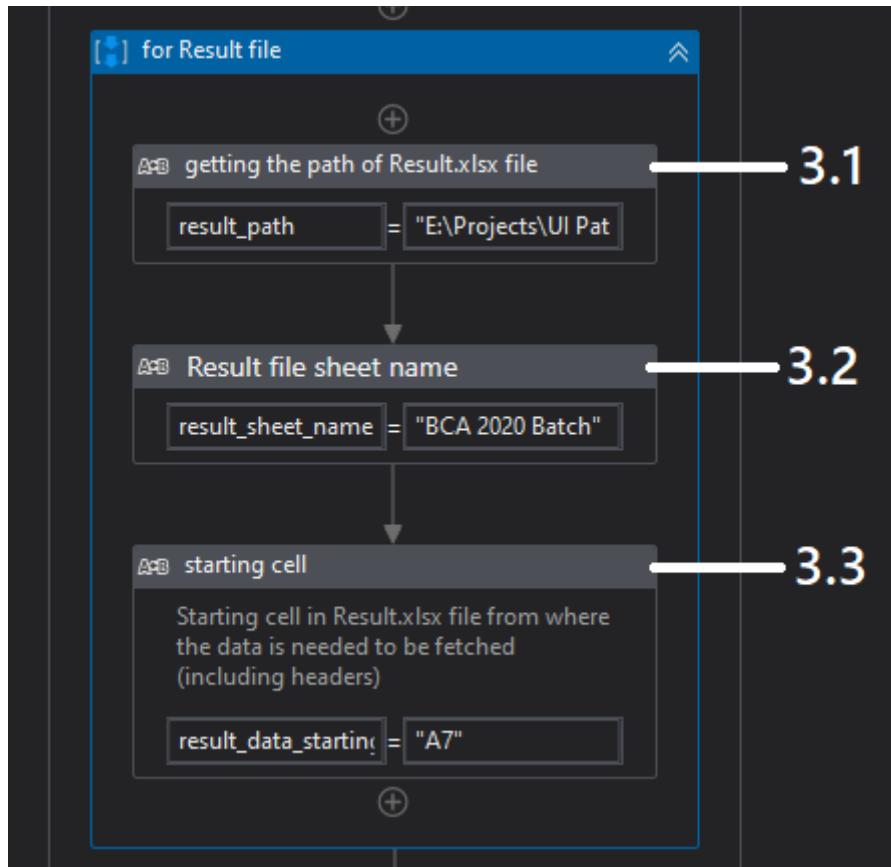 for Result file
getting the path of Result.xlsx file
3.1
result_path = "E:\Projects\UI Pat
Result file sheet name
3.2
result_sheet_name = "BCA 2020 Batch"
starting cell
3.3
Starting cell in Result.xlsx file from where
the data is needed to be fetched
(including headers)
result_data_starting = "A7"